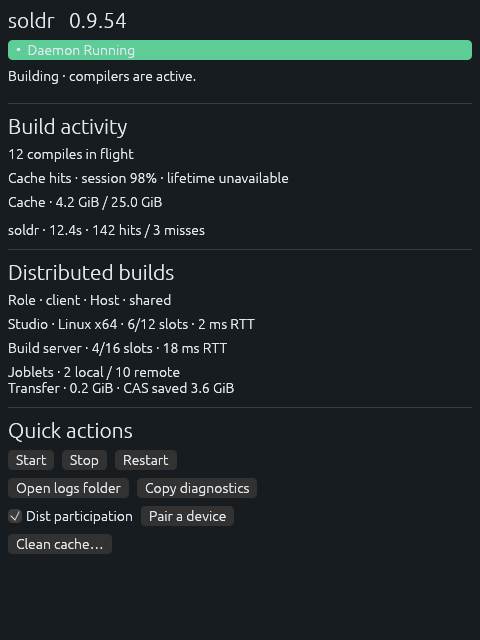 soldr 0.9.54
• Daemon Running
Building · compilers are active.
Build activity
12 compiles in flight
Cache hits · session 98% · lifetime unavailable
Cache · 4.2 GiB / 25.0 GiB
soldr · 12.4s · 142 hits / 3 misses
Distributed builds
Role · client · Host · shared
Studio · Linux x64 · 6/12 slots · 2 ms RTT
Build server · 4/16 slots · 18 ms RTT
Joblets · 2 local / 10 remote
Transfer · 0.2 GiB · CAS saved 3.6 GiB
Quick actions
Start Stop Restart
Open logs folder Copy diagnostics
Dist participation Pair a device
Clean cache…